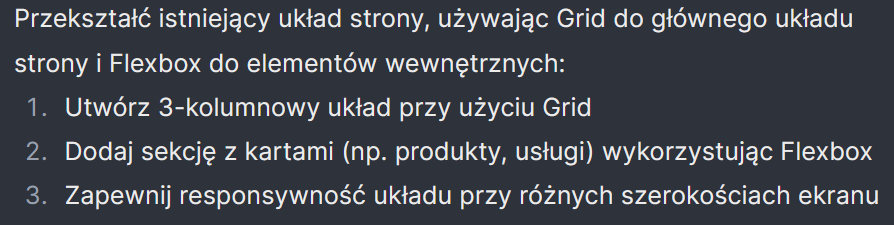 Przekształć istniejący układ strony, używając Grid do głównego układu
strony i Flexbox do elementów wewnętrznych:
1. Utwórz 3-kolumnowy układ przy użyciu Grid
2. Dodaj sekcję z kartami (np. produkty, usługi) wykorzystując Flexbox
3. Zapewnij responsywność układu przy różnych szerokościach ekranu